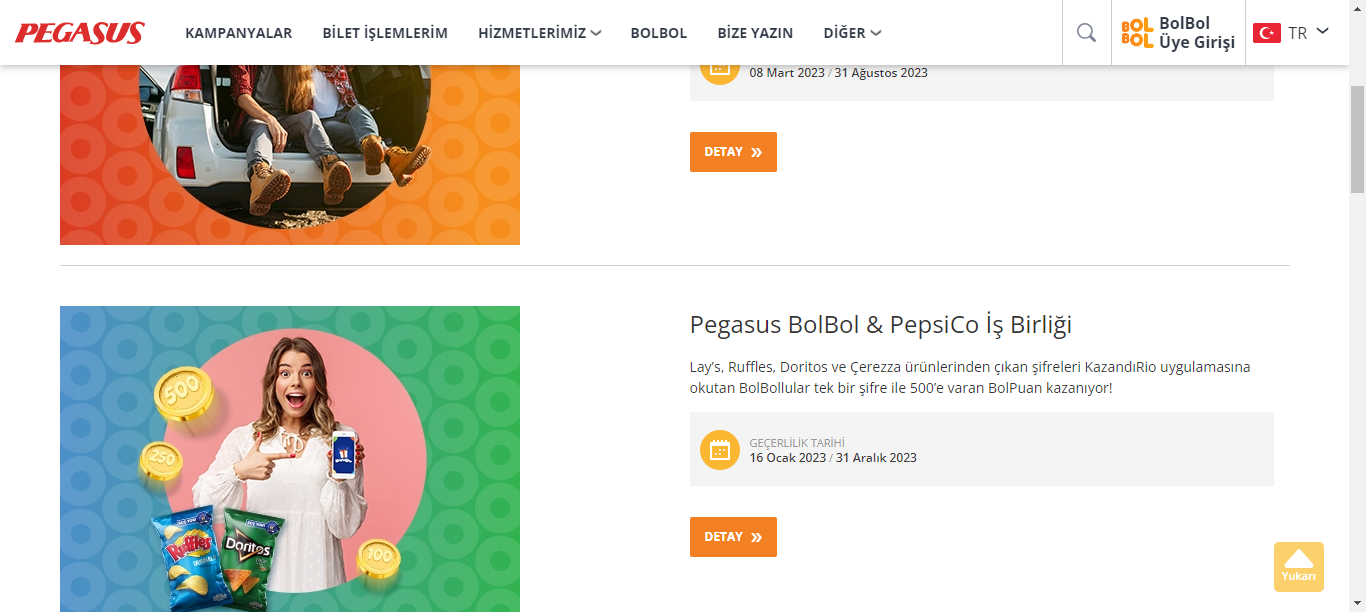 PEGASUS
KAMPANYALAR
BİLET İŞLEMLERİM
HİZMETLERİMİZ
BOLBOL
BİZE YAZIN
DİĞER
BOL
BOL
BolBol
Üye Girişi
TR
08 Mart 2023 / 31 Ağustos 2023
DETAY »
Pegasus BolBol & PepsiCo İş Birliği
Lay’s, Ruffles, Doritos ve Çerezza ürünlerinden çıkan şifreleri KazandıRio uygulamasına
okutan BolBollular tek bir şifre ile 500’e varan BolPuan kazanıyor!
GEÇERLİLİK TARİHİ
16 Ocak 2023 / 31 Aralık 2023
DETAY »
500
250
100
Ruffles
ORIGINAL
Doritos
Yukarı